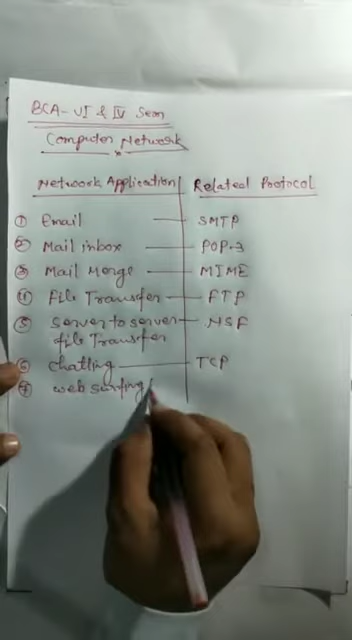 BCA- VI & IV Sem
Computer Network
Network Application Related Protocol
① Email — SMTP
② Mail inbox — POP-3
③ Mail Merge — MIME
④ File Transfer — FTP
⑤ Server to server — NSF
file Transfer
⑥ Chatting — TCP
⑦ web surfing